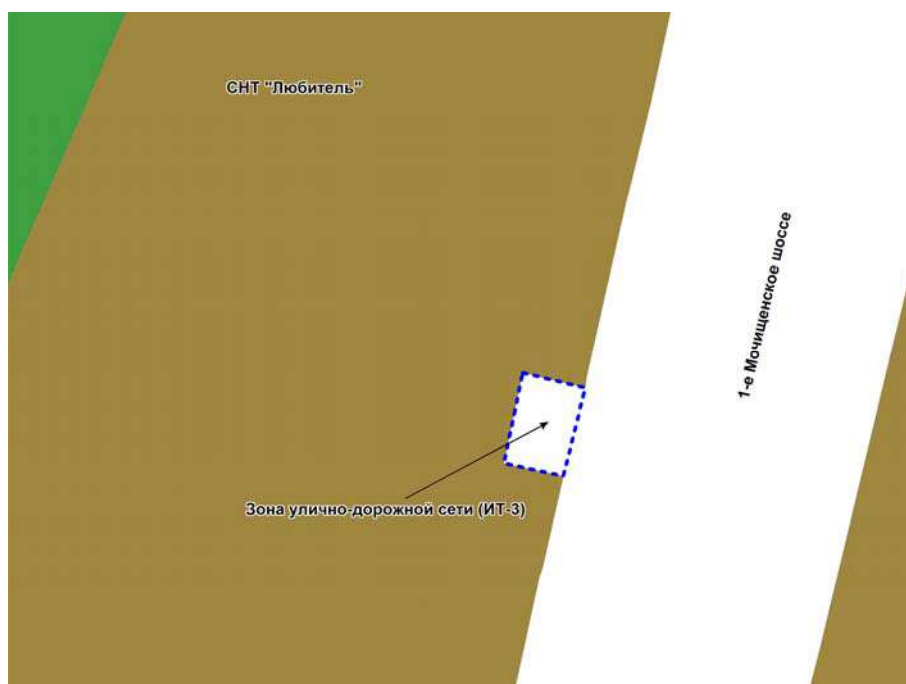 СНТ "Любитель"
1-е Мочищенское шоссе
Зона улично-дорожной сети (ИТ-3)